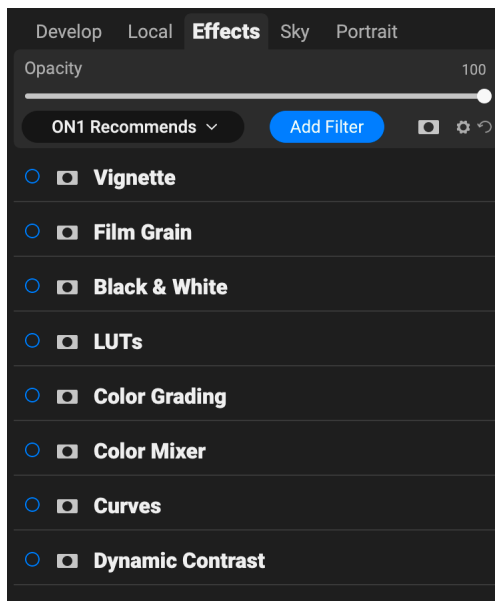 Develop Local Effects Sky Portrait
Opacity 100
ON1 Recommends Add Filter
Vignette
Film Grain
Black & White
LUTs
Color Grading
Color Mixer
Curves
Dynamic Contrast